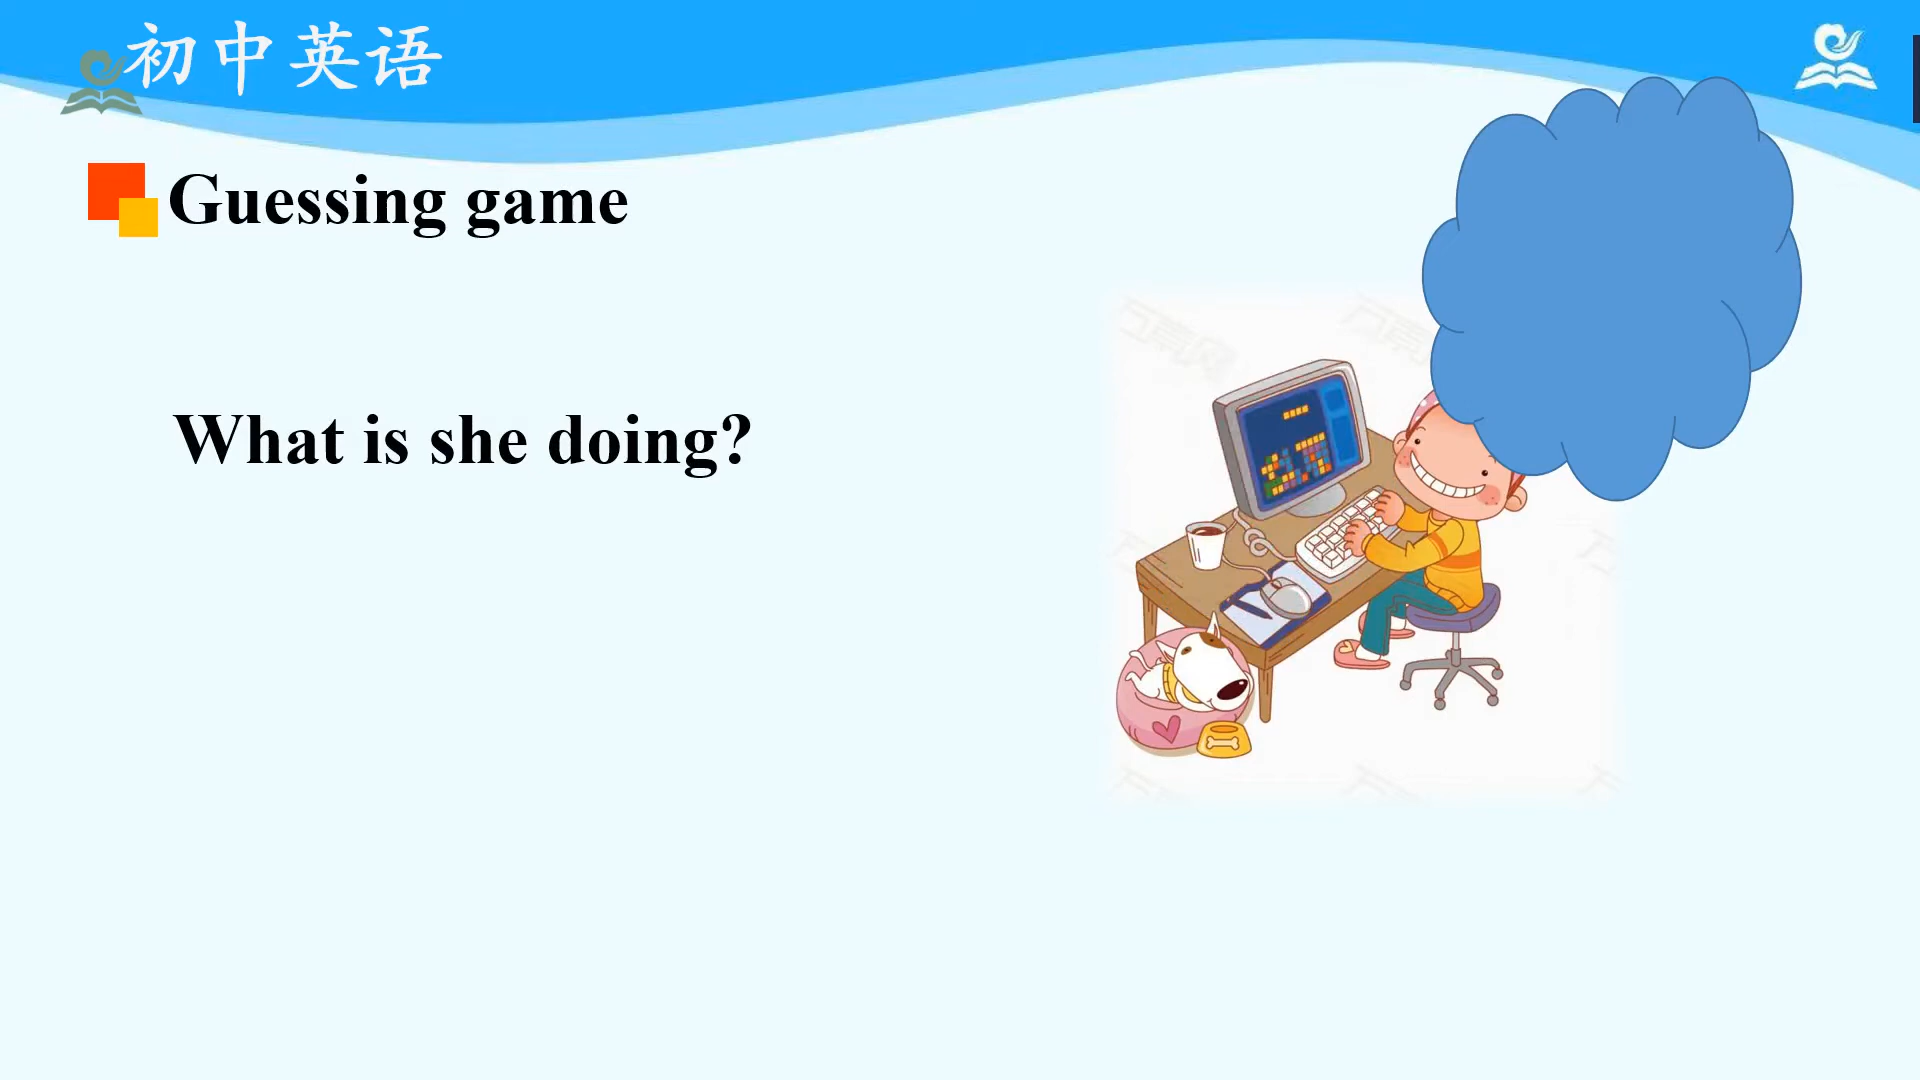 初中英语
Guessing game
What is she doing?